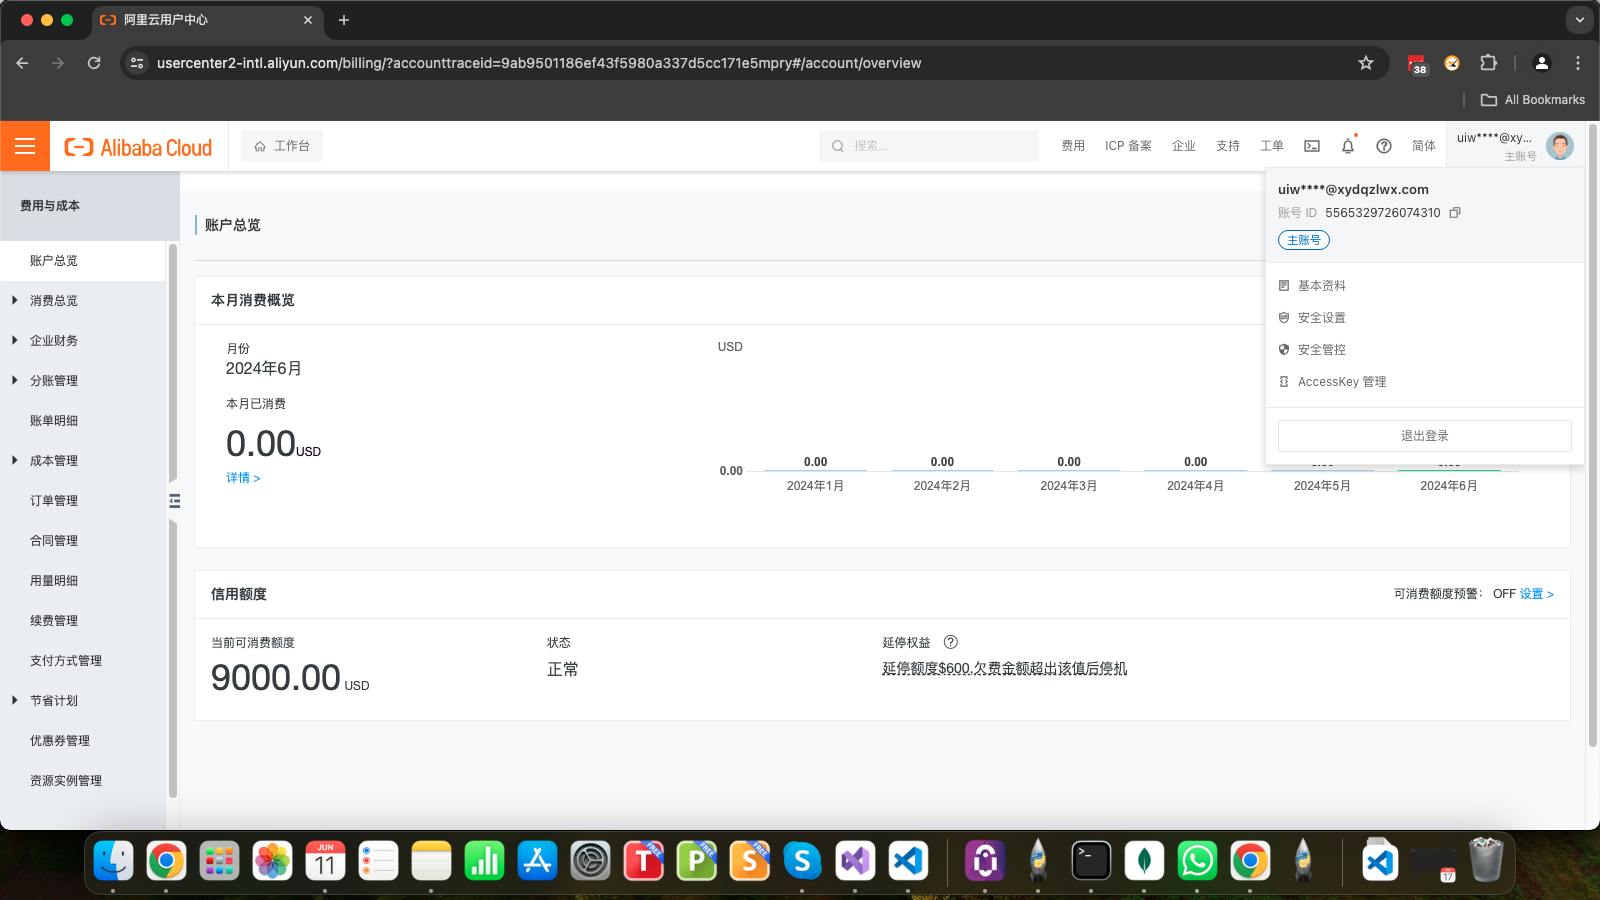 阿里云用户中心
usercenter2-intl.aliyun.com/billing/?accounttraceid=9ab9501186ef43f5980a337d5cc171e5mpry#/account/overview
38
All Bookmarks
Alibaba Cloud
工作台
搜索...
费用
ICP 备案
企业
支持
工单
简体
uiw****@xy...
主账号
uiw****@xydqzlwx.com
账号 ID 5565329726074310
主账号
基本资料
安全设置
安全管控
AccessKey 管理
退出登录
费用与成本
账户总览
消费总览
企业财务
分账管理
账单明细
成本管理
订单管理
合同管理
用量明细
续费管理
支付方式管理
节省计划
优惠券管理
资源实例管理
账户总览
本月消费概览
月份
2024年6月
本月已消费
0.00USD
详情 >
USD
0.00
0.00
0.00
0.00
0.00
2024年1月
2024年2月
2024年3月
2024年4月
2024年5月
2024年6月
信用额度
可消费额度预警： OFF 设置 >
当前可消费额度
9000.00 USD
状态
正常
延停权益
延停额度$600,欠费金额超出该值后停机
JUN
11
T
FREE
P
FREE
S
FREE
S
17